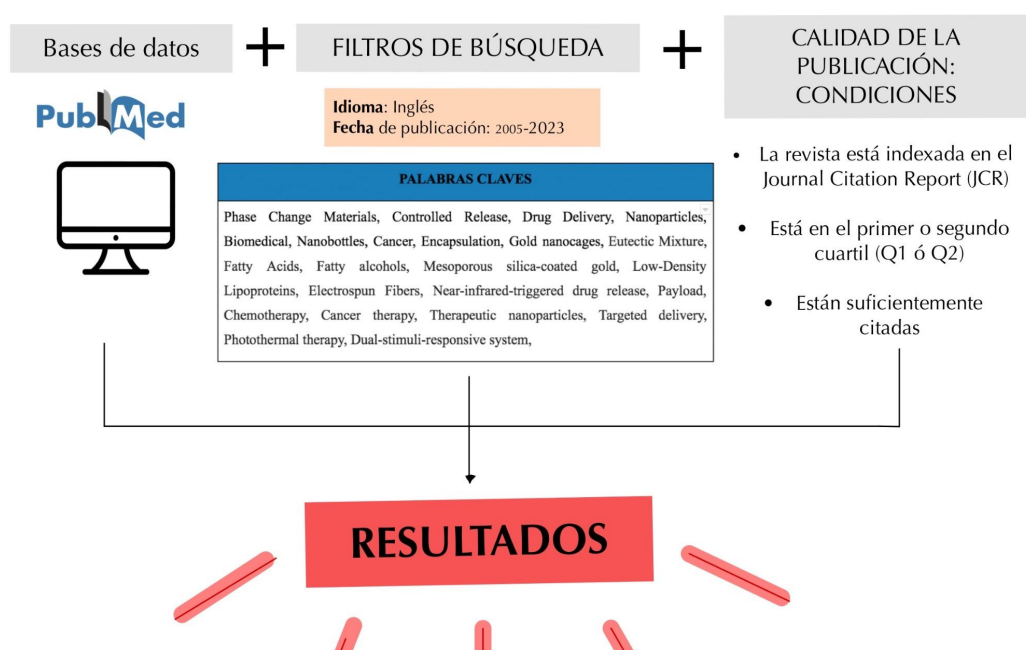 Bases de datos
+
FILTROS DE BÚSQUEDA
+
CALIDAD DE LA
PUBLICACIÓN:
CONDICIONES
PubMed
Idioma: Inglés
Fecha de publicación: 2005-2023
PALABRAS CLAVES
Phase Change Materials, Controlled Release, Drug Delivery, Nanoparticles,
Biomedical, Nanobottles, Cancer, Encapsulation, Gold nanocages, Eutectic Mixture,
Fatty Acids, Fatty alcohols, Mesoporous silica-coated gold, Low-Density
Lipoproteins, Electrospun Fibers, Near-infrared-triggered drug release, Payload,
Chemotherapy, Cancer therapy, Therapeutic nanoparticles, Targeted delivery,
Photothermal therapy, Dual-stimuli-responsive system,
• La revista está indexada en el
Journal Citation Report (JCR)
• Está en el primer o segundo
cuartil (Q1 ó Q2)
• Están suficientemente
citadas
RESULTADOS